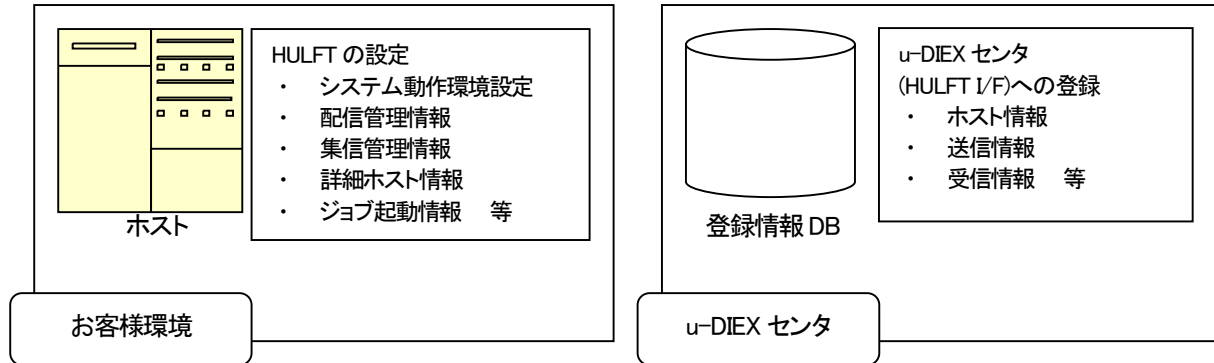 HULFT の設定
・ システム動作環境設定
・ 配信管理情報
・ 集信管理情報
・ 詳細ホスト情報
・ ジョブ起動情報 等
ホスト
お客様環境
u-DIEX センタ
(HULFT I/F)への登録
・ ホスト情報
・ 送信情報
・ 受信情報 等
登録情報 DB
u-DIEX センタ